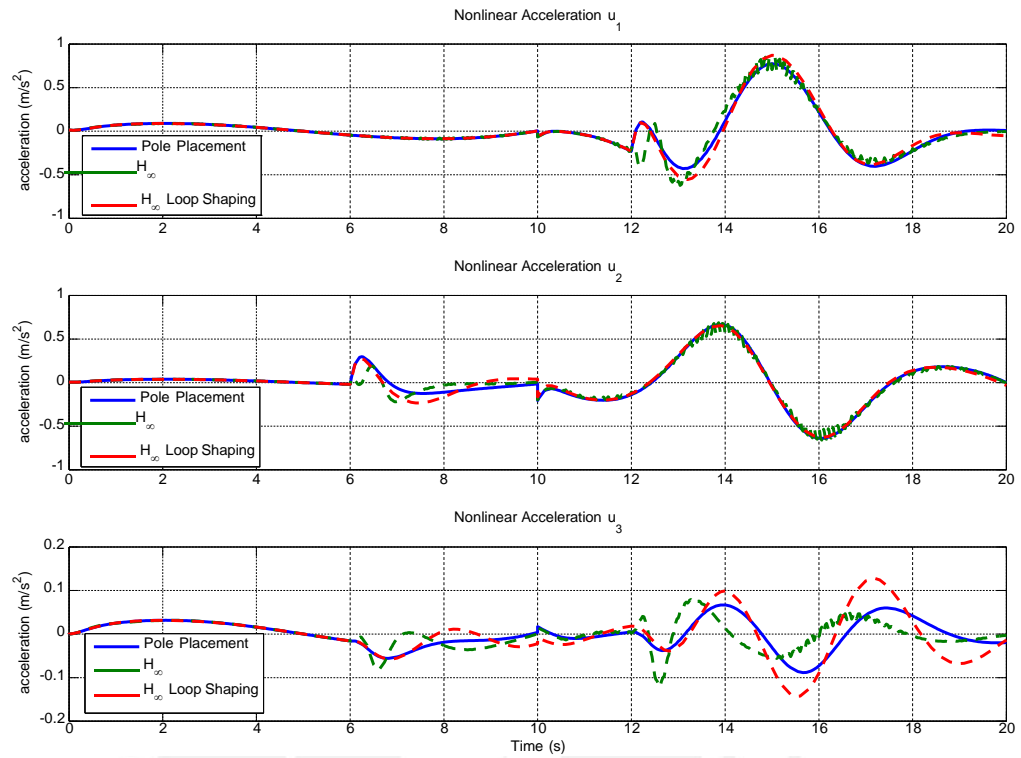 Nonlinear Acceleration u1
acceleration (m/s2)
1
0.5
0
-0.5
-1
Pole Placement
H∞
H∞ Loop Shaping
0 2 4 6 8 10 12 14 16 18 20
Nonlinear Acceleration u2
acceleration (m/s2)
1
0.5
0
-0.5
-1
Pole Placement
H∞
H∞ Loop Shaping
0 2 4 6 8 10 12 14 16 18 20
Nonlinear Acceleration u3
acceleration (m/s2)
0.2
0.1
0
-0.1
-0.2
Pole Placement
H∞
H∞ Loop Shaping
0 2 4 6 8 10 12 14 16 18 20
Time (s)